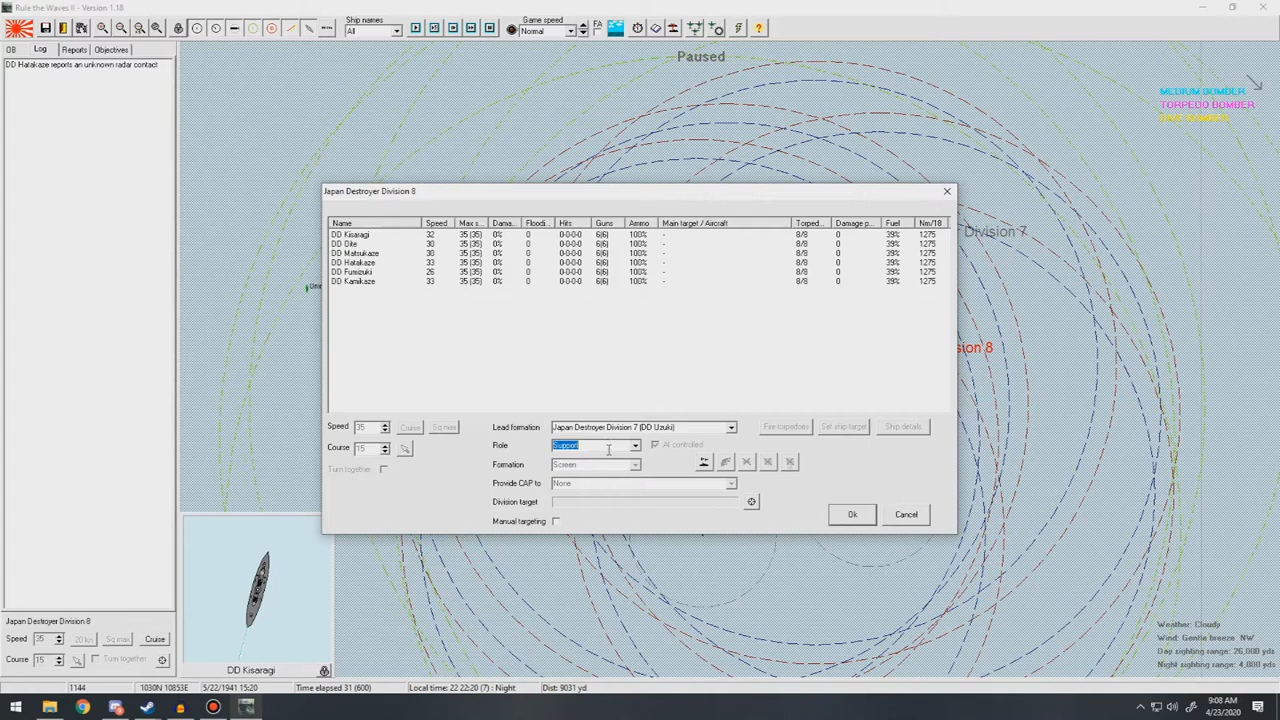 Rule the Waves II - Version 1.18
Ship names
All
Game speed
Normal
FA
OB Log Reports Objectives
DD Hatakaze reports an unknown radar contact
Paused
MEDIUM BOMBER
TORPEDO BOMBER
Division 7
sion 8
Japan Destroyer Division 8
Name Speed Max s... Dama... Floodi... Hits Guns Ammo Main target / Aircraft Torped... Damage p... Fuel Nm/18
DD Kisaragi 32 35 (35) 0% 0 0-0-0-0 6(6) 100% - 8/8 0 39% 1275
DD Oite 30 35 (35) 0% 0 0-0-0-0 6(6) 100% - 8/8 0 39% 1275
DD Matsukaze 30 35 (35) 0% 0 0-0-0-0 6(6) 100% - 8/8 0 39% 1275
DD Hatakaze 33 35 (35) 0% 0 0-0-0-0 6(6) 100% - 8/8 0 39% 1275
DD Fumizuki 26 35 (35) 0% 0 0-0-0-0 6(6) 100% - 8/8 0 39% 1275
DD Kamikaze 33 35 (35) 0% 0 0-0-0-0 6(6) 100% - 8/8 0 39% 1275
Speed 35 Cruise Sq max
Course 15
Turn together
Lead formation Japan Destroyer Division 7 (DD Uzuki)
Fire torpedoes Set ship target Ship details
Role Support AI controlled
Formation Screen
Provide CAP to None
Division target
Manual targeting
Ok Cancel
Japan Destroyer Division 8
Speed 35 20 kn Sq max Cruise
Course 15 Turn together
DD Kisaragi
Weather: Cloudy
Wind: Gentle breeze NW
Day sighting range: 26,000 yds
Night sighting range: 4,000 yds
1144 1030N 10853E 5/22/1941 15:20 Time elapsed 31 (600) Local time: 22 22:20 (7) : Night Dist: 9031 yd
9:08 AM
4/23/2020